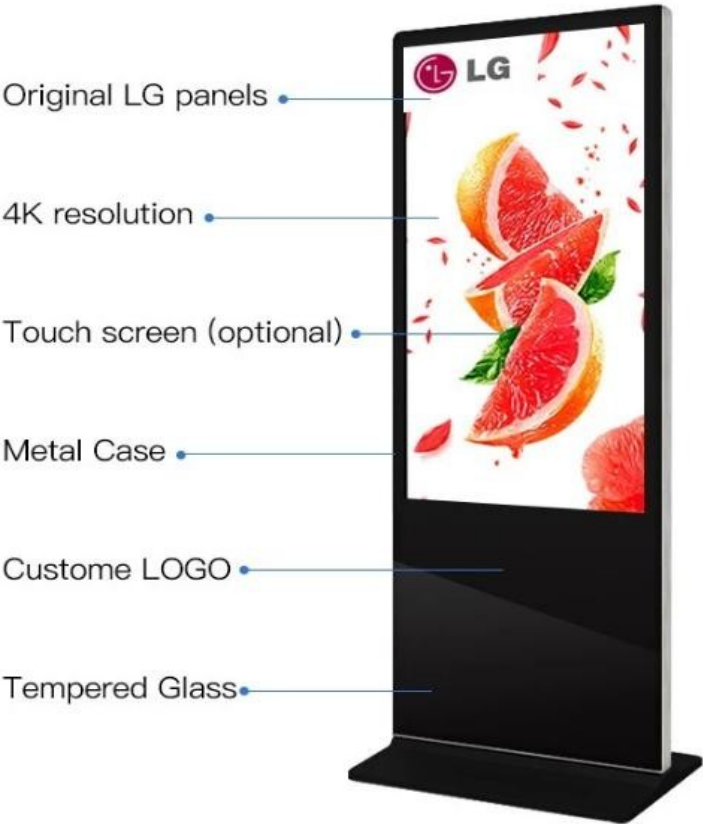 LG
Original LG panels
4K resolution
Touch screen (optional)
Metal Case
Custome LOGO
Tempered Glass